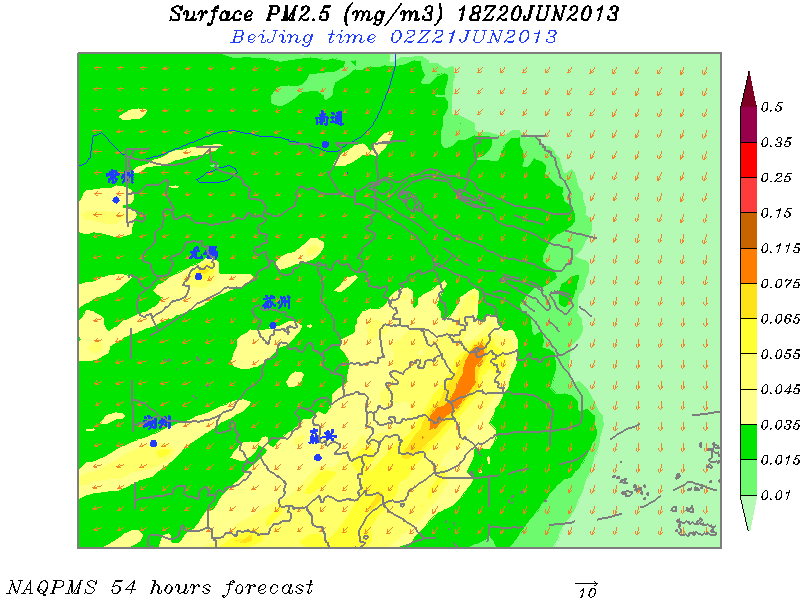 Surface PM2.5 (mg/m3) 18Z20JUN2013
BeiJing time 02Z21JUN2013
南通
常州
无锡
苏州
湖州
嘉兴
0.5
0.35
0.25
0.15
0.115
0.075
0.065
0.045
0.035
0.015
0.01
NAQPMS 54 hours forecast
10